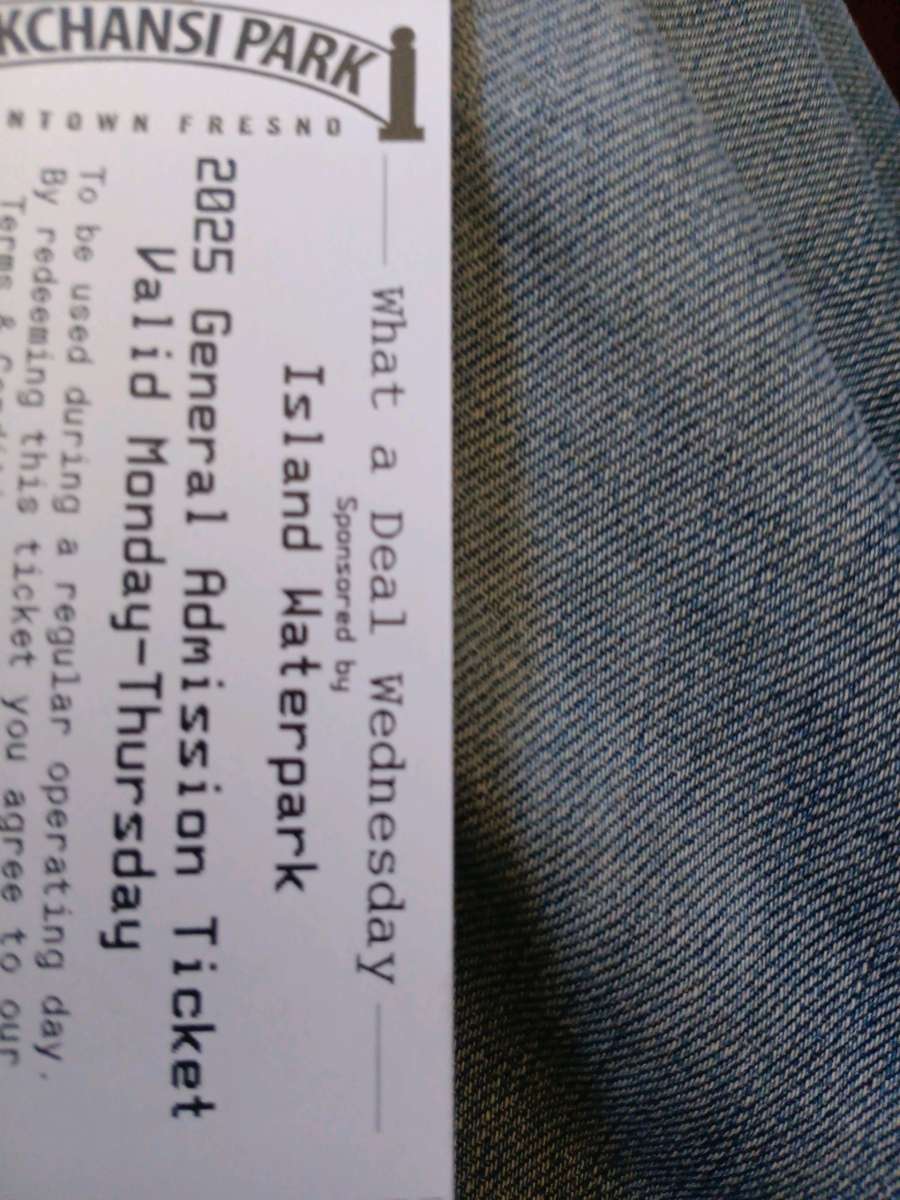 KCHANSI PARK
NTOWN FRESNO
What a Deal Wednesday
Sponsored by
Island Waterpark
2025 General Admission Ticket
Valid Monday-Thursday
To be used during a regular operating day.
By redeeming this ticket you agree to our
Terms &